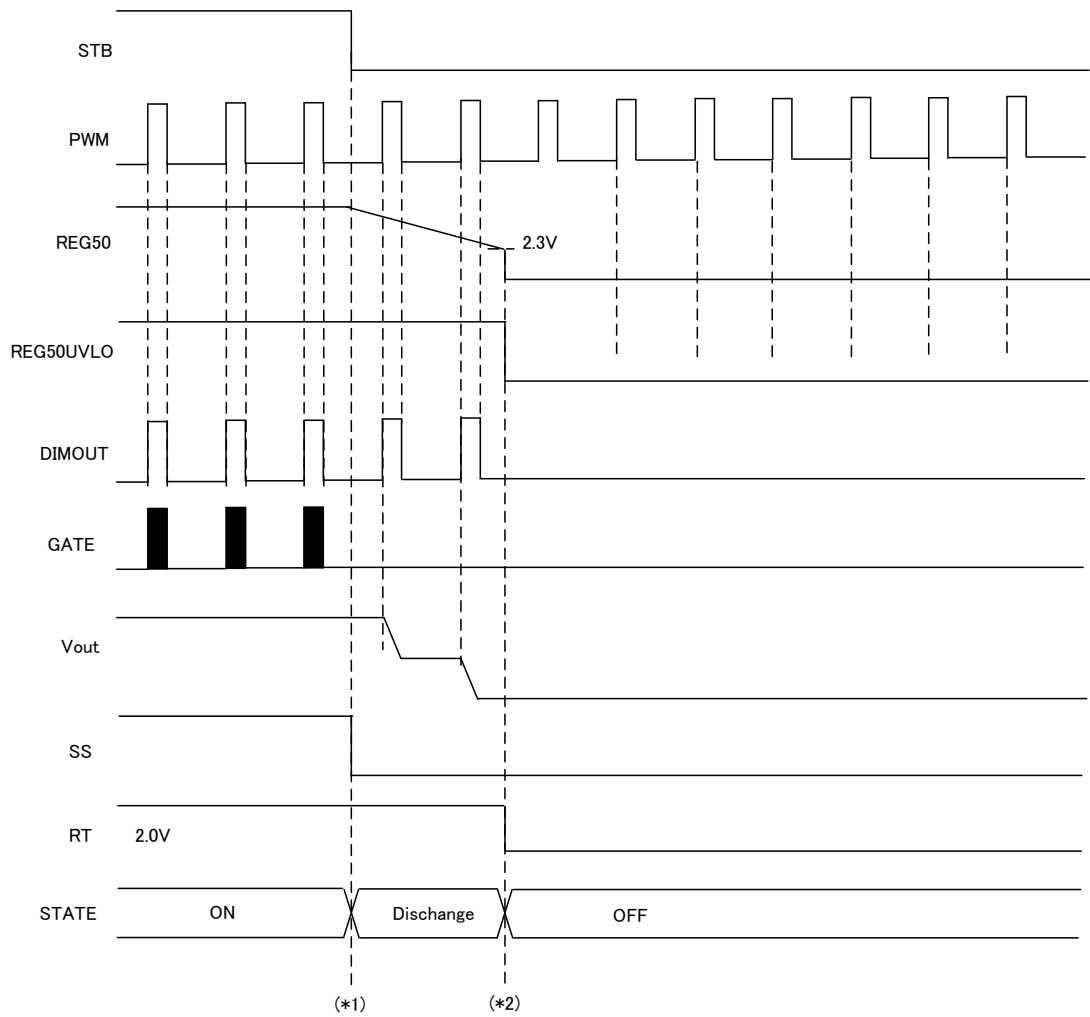 STB
PWM
REG50
2.3V
REG50UVLO
DIMOUT
GATE
Vout
SS
RT
2.0V
STATE
ON
Dischange
OFF
(*1)
(*2)